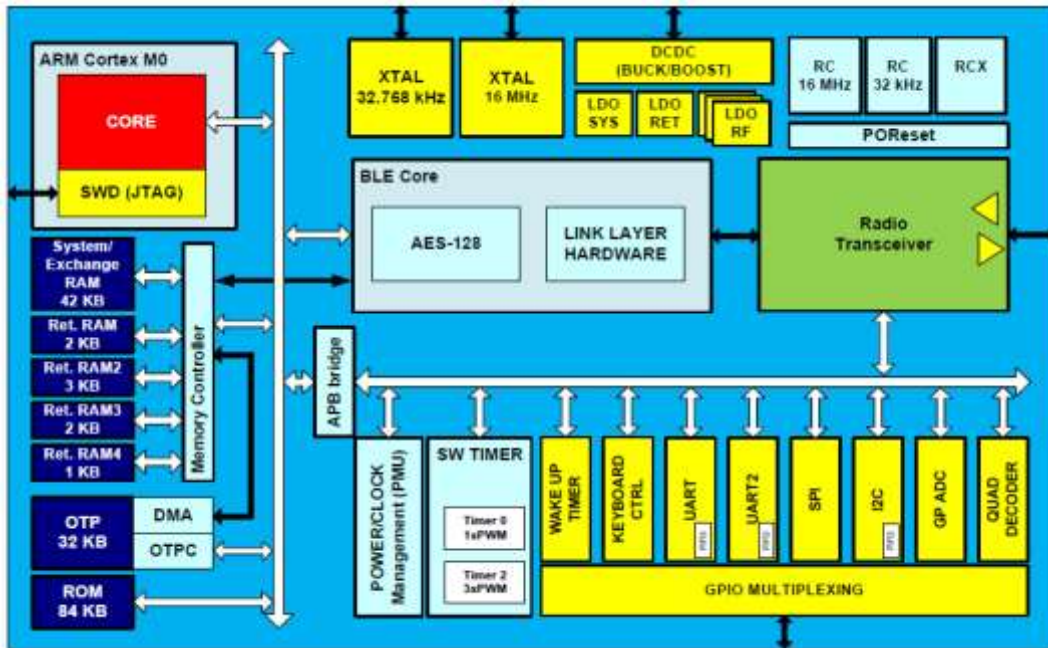 ARM Cortex M0
CORE
SWD (JTAG)
XTAL
32.768 kHz
XTAL
16 MHz
DCDC
(BUCK/BOOST)
LDO
SYS
LDO
RET
LDO
RF
RC
16 MHz
RC
32 kHz
RCX
POReset
BLE Core
AES-128
LINK LAYER
HARDWARE
Radio
Transceiver
System/
Exchange
RAM
42 KB
Ret. RAM
2 KB
Ret. RAM2
3 KB
Ret. RAM3
2 KB
Ret. RAM4
1 KB
Memory Controller
OTP
32 KB
DMA
OTPC
ROM
84 KB
APB bridge
POWER/CLOCK
Management (PMU)
SW TIMER
Timer 0
1xPWM
Timer 2
3xPWM
WAKE UP
TIMER
KEYBOARD
CTRL
UART
FIFO
UART2
FIFO
SPI
I2C
FIFO
GP ADC
QUAD
DECODER
GPIO MULTIPLEXING